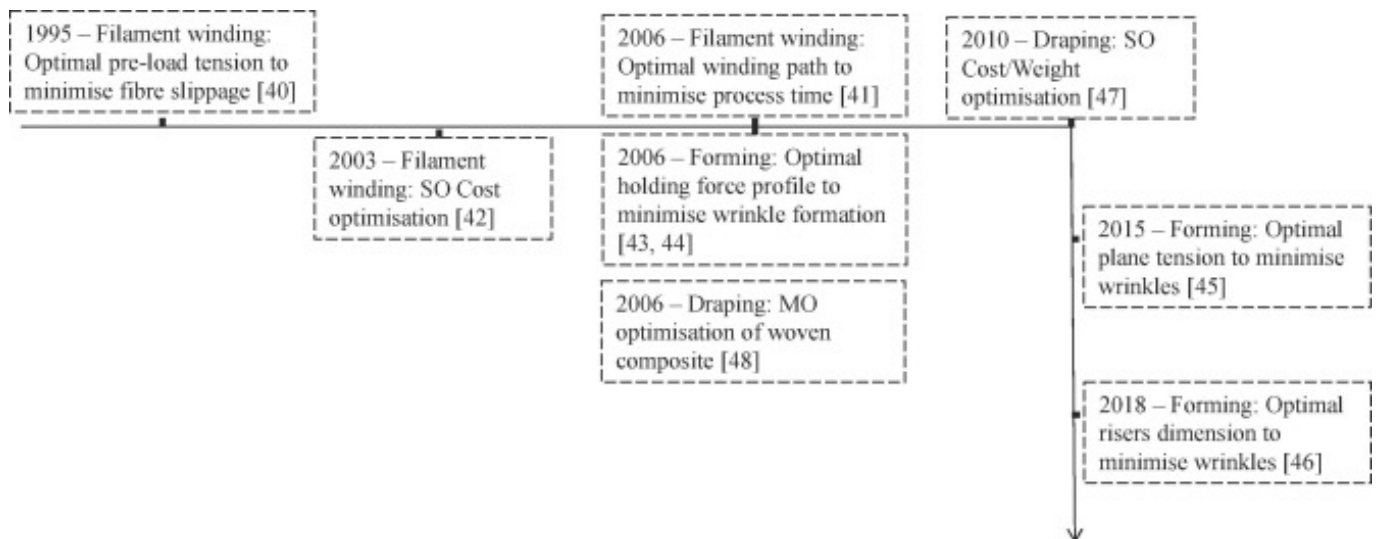 1995 – Filament winding:
Optimal pre-load tension to
minimise fibre slippage [40]
2003 – Filament
winding: SO Cost
optimisation [42]
2006 – Filament winding:
Optimal winding path to
minimise process time [41]
2006 – Forming: Optimal
holding force profile to
minimise wrinkle formation
[43, 44]
2006 – Draping: MO
optimisation of woven
composite [48]
2010 – Draping: SO
Cost/Weight
optimisation [47]
2015 – Forming: Optimal
plane tension to minimise
wrinkles [45]
2018 – Forming: Optimal
risers dimension to
minimise wrinkles [46]